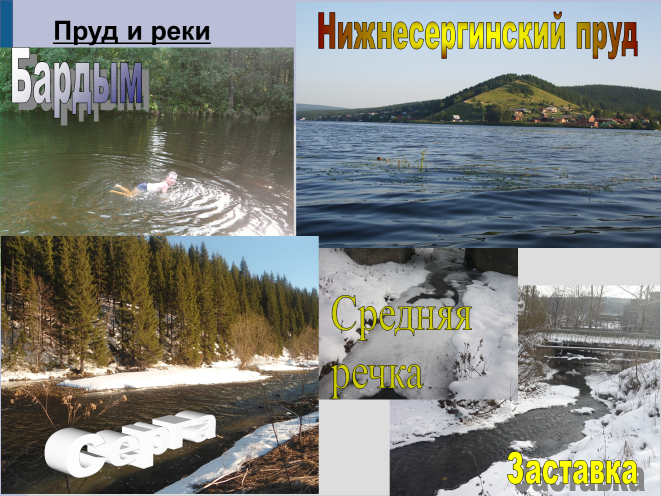 Пруд и реки
Нижнесергинский пруд
Бардым
Средняя
речка
Серга
Заставка